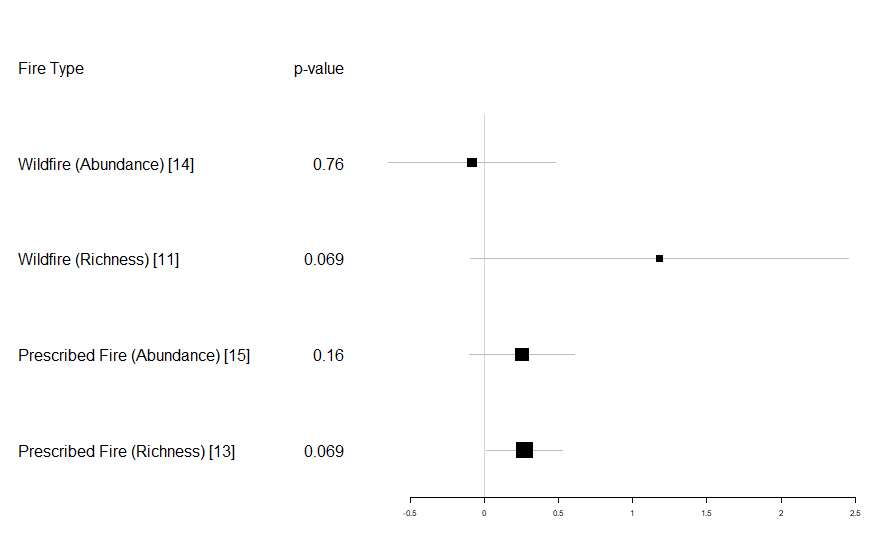 Fire Type p-value
Wildfire (Abundance) [14] 0.76
Wildfire (Richness) [11] 0.069
Prescribed Fire (Abundance) [15] 0.16
Prescribed Fire (Richness) [13] 0.069
-0.5 0 0.5 1 1.5 2 2.5